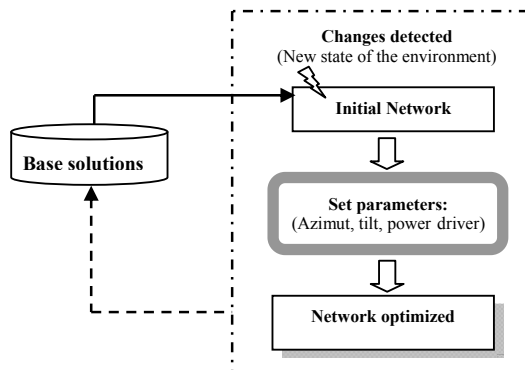 Changes detected
(New state of the environment)
Initial Network
Base solutions
Set parameters:
(Azimut, tilt, power driver)
Network optimized